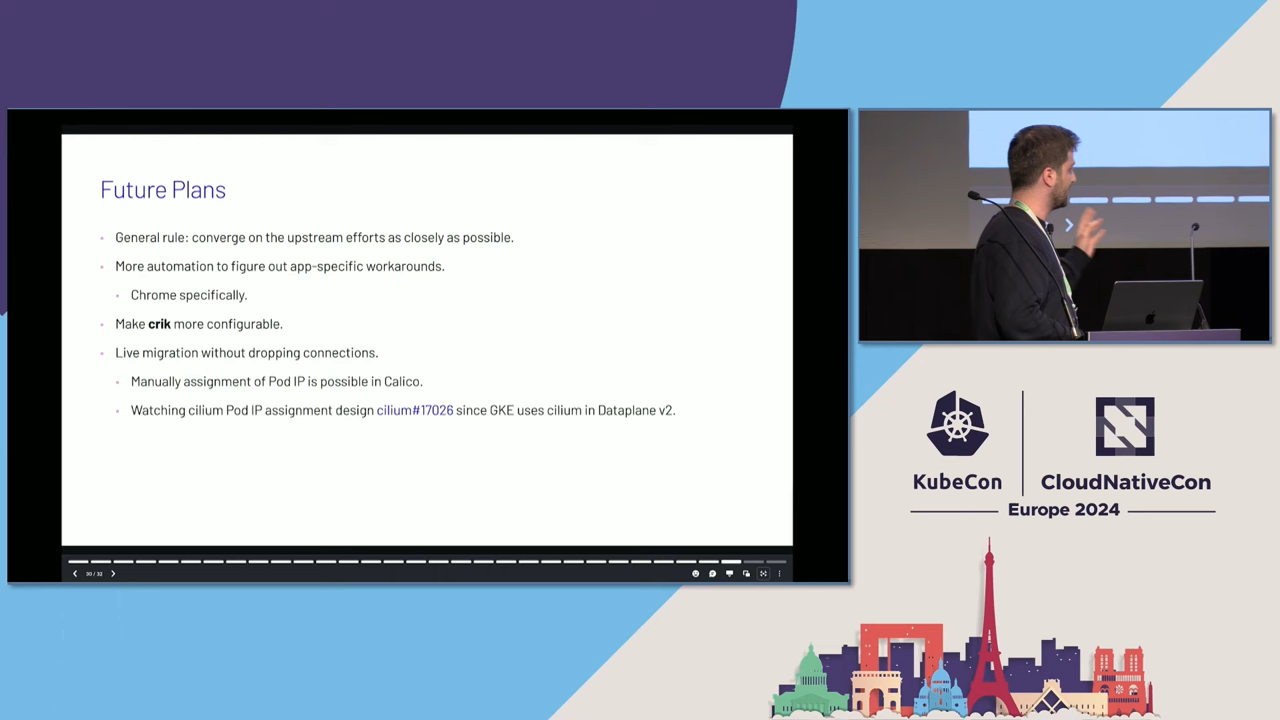 Future Plans
General rule: converge on the upstream efforts as closely as possible.
More automation to figure out app-specific workarounds.
Chrome specifically.
Make crik more configurable.
Live migration without dropping connections.
Manually assignment of Pod IP is possible in Calico.
Watching cilium Pod IP assignment design cilium#17026 since GKE uses cilium in Dataplane v2.
30 / 32
KubeCon
CloudNativeCon
Europe 2024